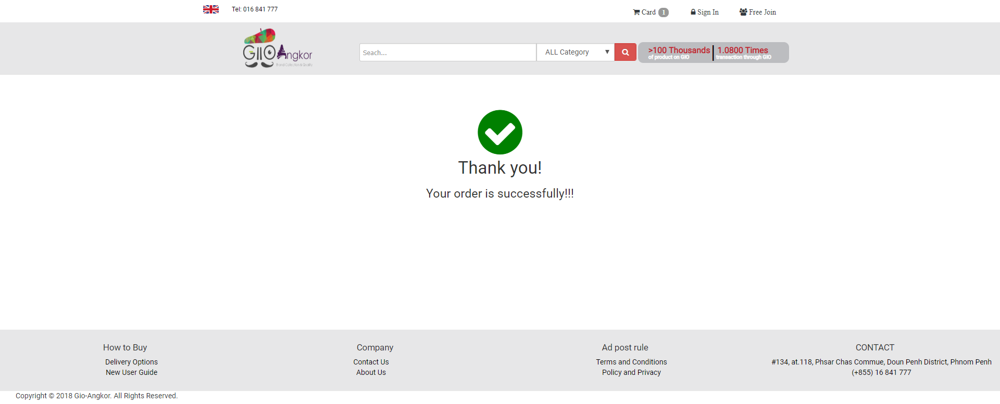 Tel: 016 841 777
Card 1
Sign In
Free Join
GIIO Angkor
Seach...
ALL Category
>100 Thousands
of product on GIO
1.0800 Times
transaction through GIO
Thank you!
Your order is successfully!!!
How to Buy
Delivery Options
New User Guide
Company
Contact Us
About Us
Ad post rule
Terms and Conditions
Policy and Privacy
CONTACT
#134, at.118, Phsar Chas Commue, Doun Penh District, Phnom Penh
(+855) 16 841 777
Copyright © 2018 Gio-Angkor. All Rights Reserved.